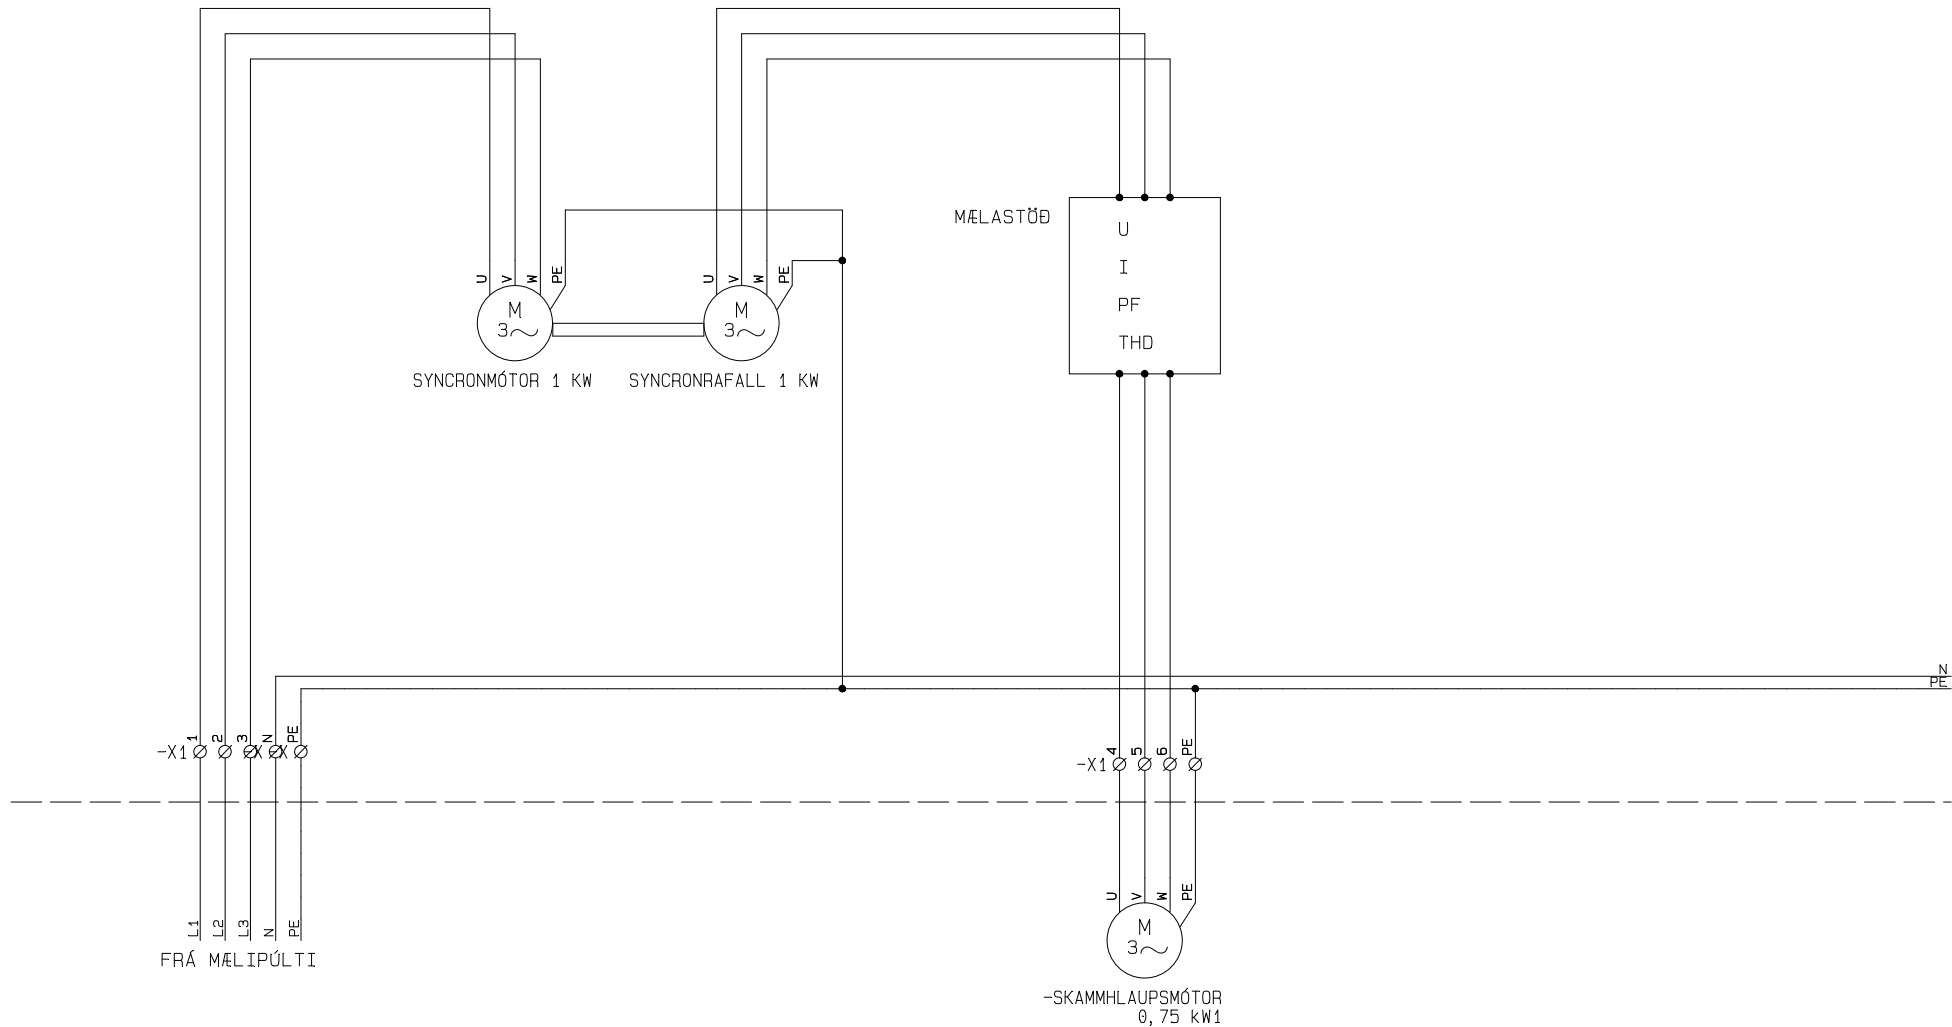 MÆLASTÖÐ
U
I
PF
THD
U V W PE
U V W PE
M
3
M
3
SYNCRONMÓTOR 1 KW
SYNCRONRAFALL 1 KW
N
PE
-X1 1 2 3 -X N -X PE
-X1 4 5 6 PE
U V W PE
L1 L2 L3 N PE
M
3
FRÁ MÆLIPÚLTI
-SKAMMHLAUPSMÓTOR
0,75 kW1